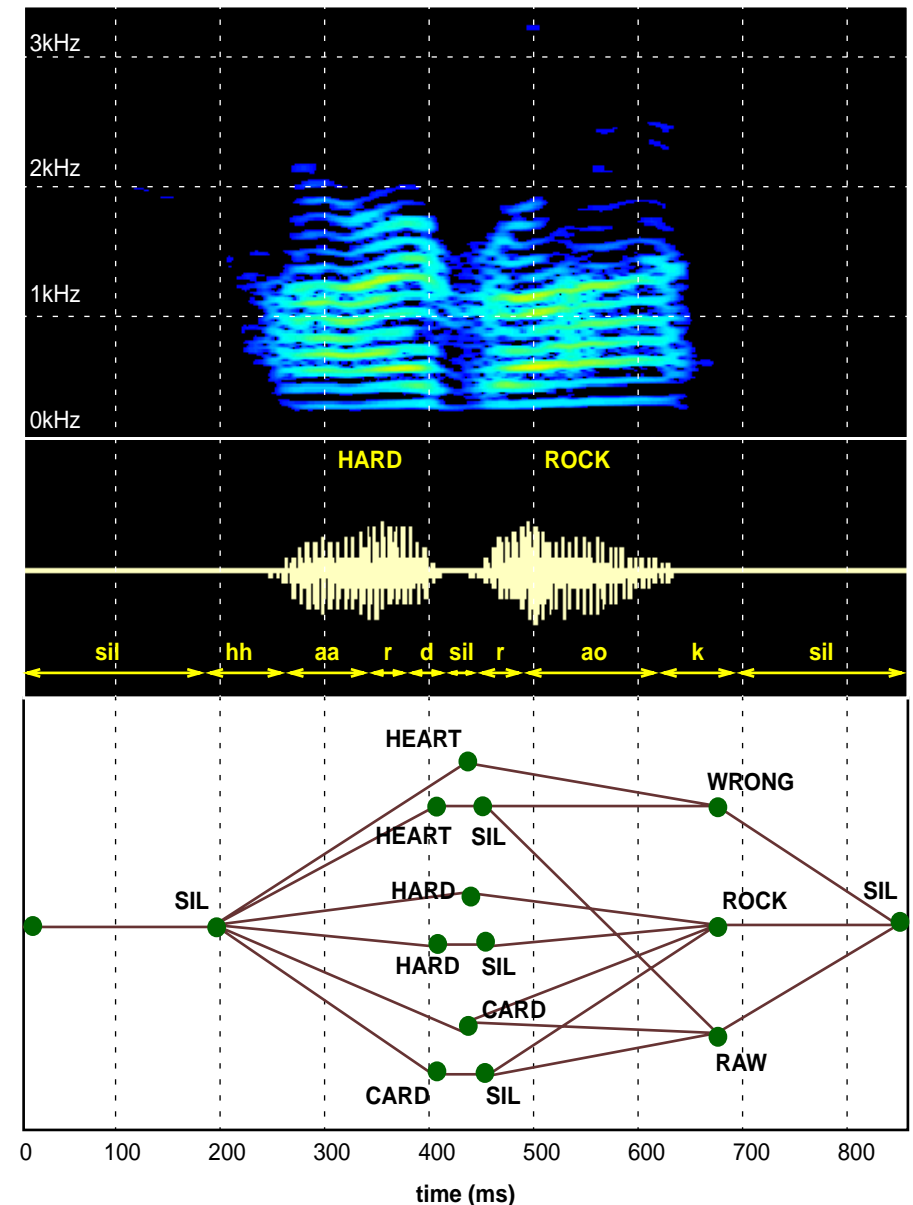 3kHz
2kHz
1kHz
0kHz
HARD ROCK
sil hh aa r d sil r ao k sil
HEART
WRONG
HEART SIL
SIL HARD ROCK SIL
HARD SIL
CARD
RAW
CARD SIL
0 100 200 300 400 500 600 700 800
time (ms)